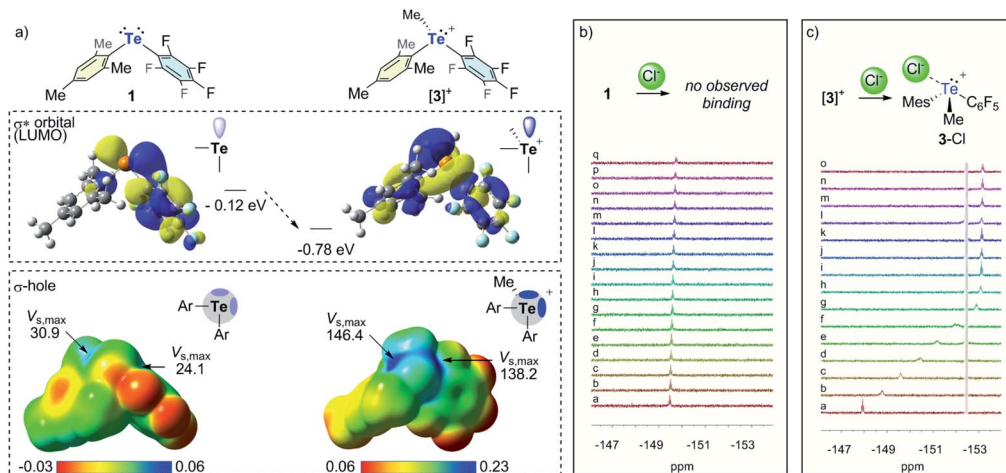 a)
Me
Te
F
F
F
F
F
Me
Me
1
Me
Te
+
Me
F
F
F
F
F
Me
Me
[3]+
σ* orbital
(LUMO)
Te
Te
+
- 0.12 eV
-0.78 eV
σ-hole
Ar
Te
Ar
Me
+
Ar
Te
Ar
Vs,max
30.9
Vs,max
24.1
Vs,max
146.4
Vs,max
138.2
-0.03
0.06
0.06
0.23
b)
1
Cl-
no observed
binding
q
p
o
n
m
l
k
j
i
h
g
f
e
d
c
b
a
-147 -149 -151 -153
ppm
c)
[3]+
Cl-
Cl-
+
Te
Mes
C6F5
Me
3-Cl
o
n
m
l
k
j
i
h
g
f
e
d
c
b
a
-147 -149 -151 -153
ppm